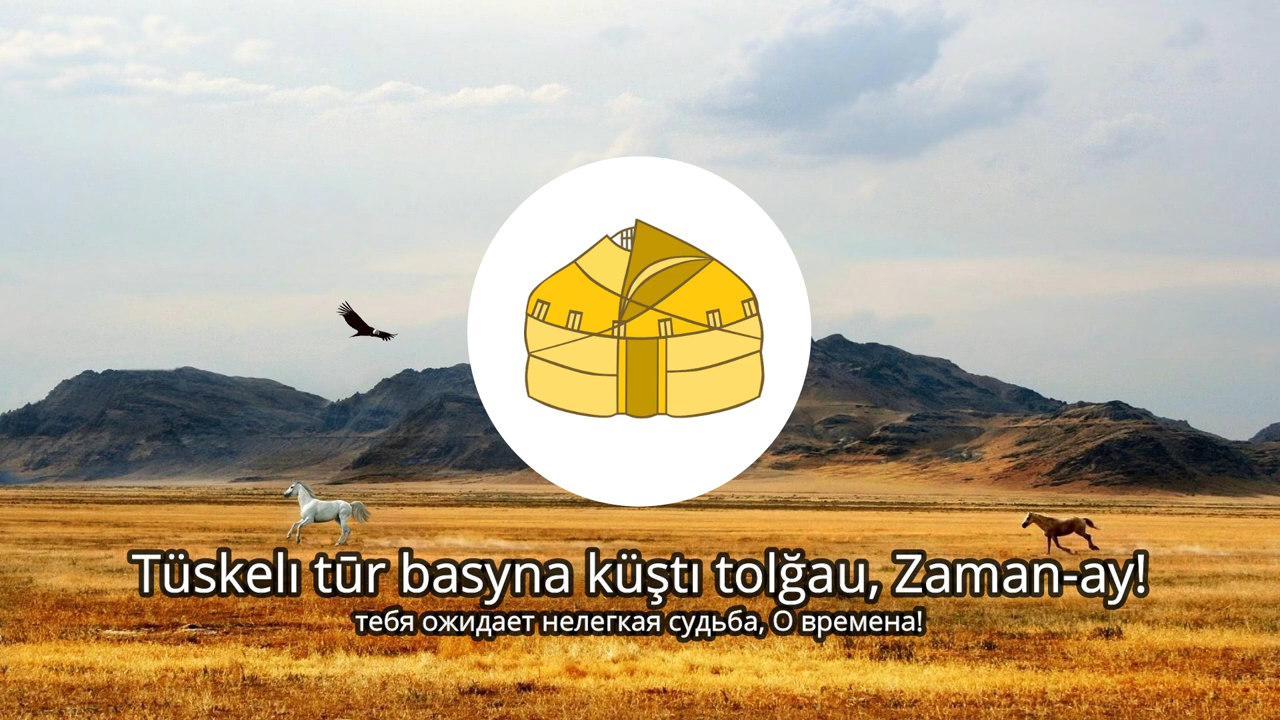 Tüskelı tūr basyna küştı tolğau, Zaman-ay!
тебя ожидает нелегкая судьба, О времена!